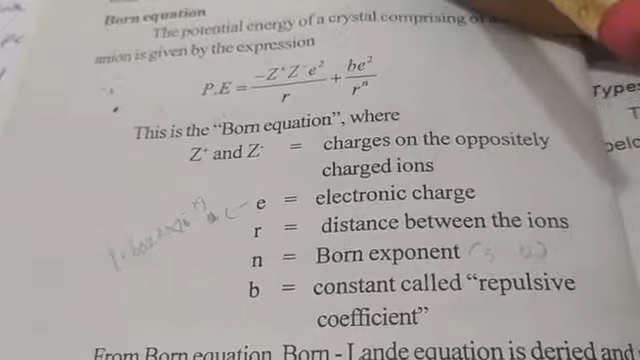 Born equation
The potential energy of a crystal comprising of
anion is given by the expression
P.E = -Z⁺Z⁻e²/r + be²/rⁿ
This is the “Born equation”, where
Z⁺ and Z⁻ = charges on the oppositely
charged ions
e = electronic charge
r = distance between the ions
n = Born exponent
b = constant called “repulsive
coefficient”
From Born equation, Born - Lande equation is deried and
Type